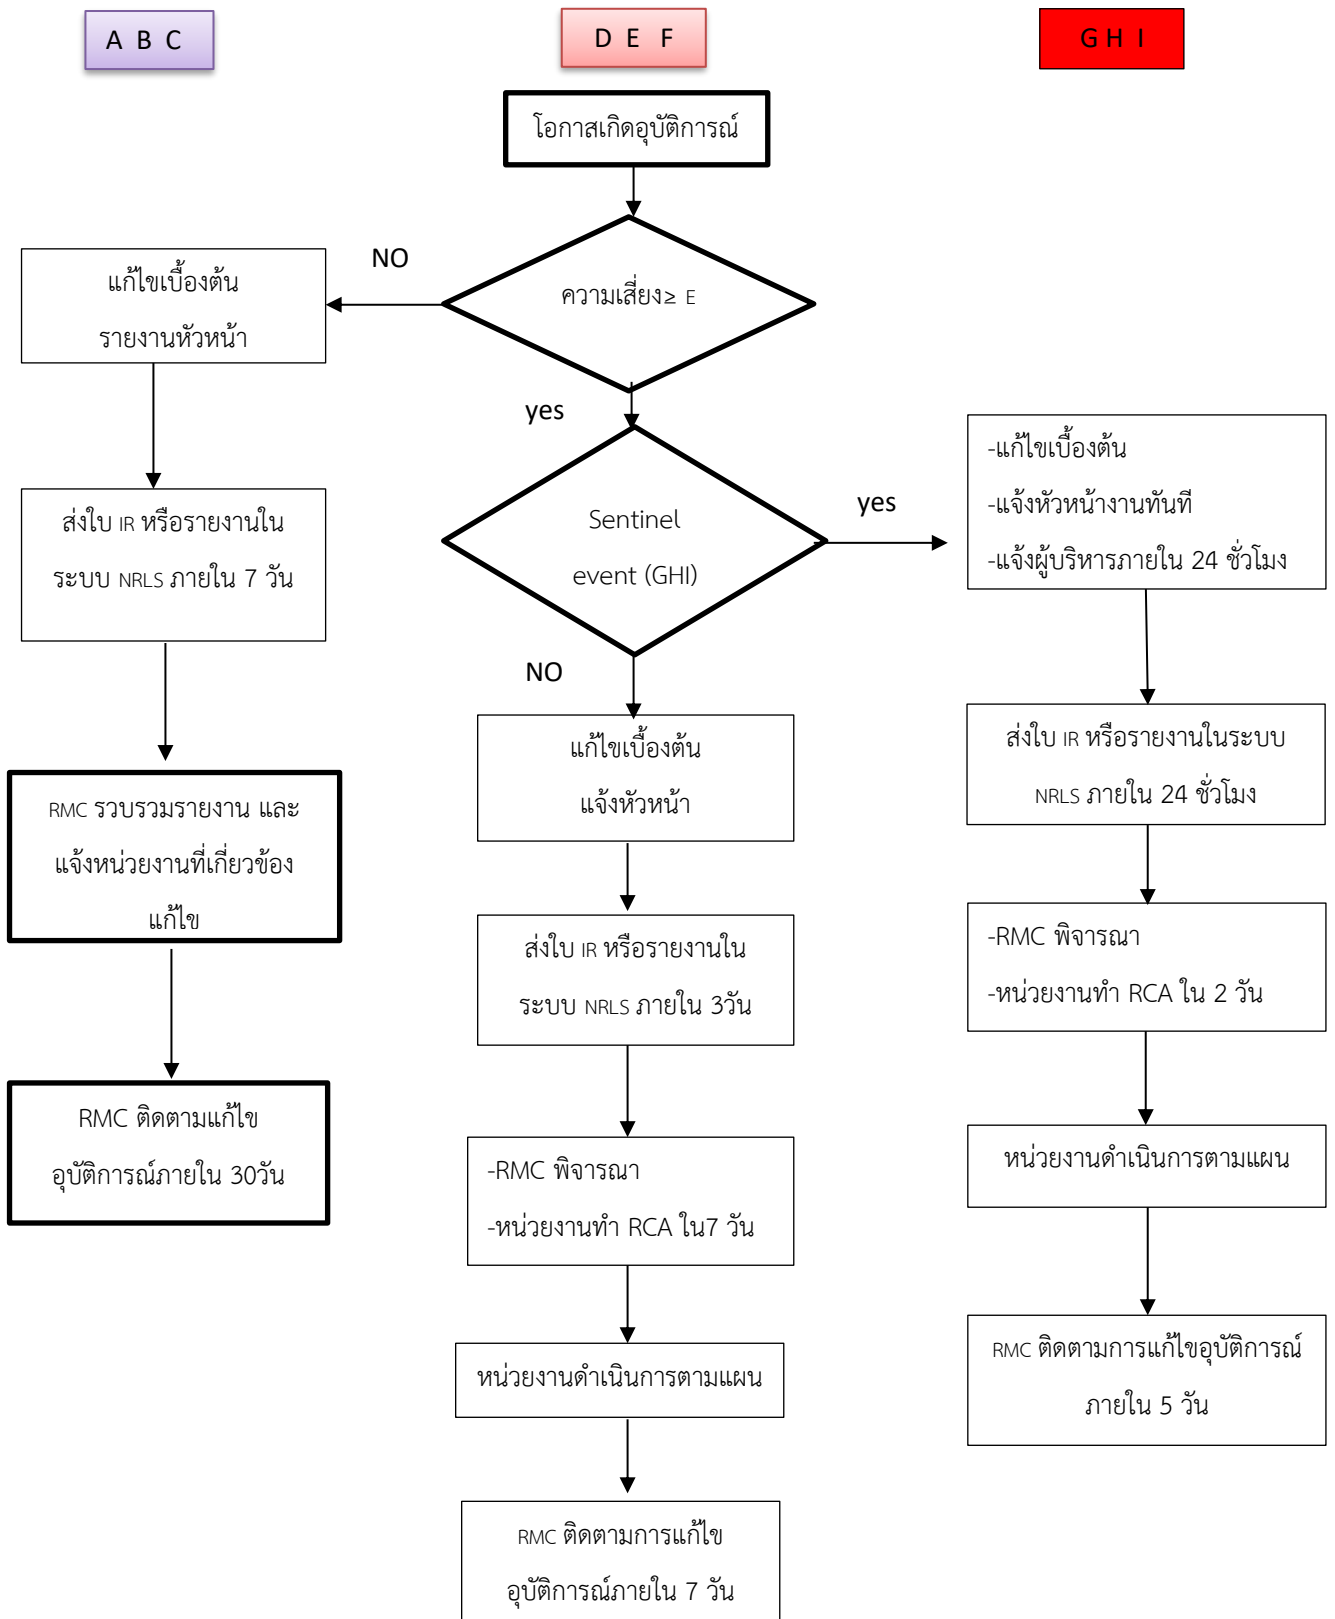 A B C
D E F
G H I
โอกาสเกิดอุบัติการณ์
ความเสี่ยง≥ E
NO
แก้ไขเบื้องต้น
รายงานหัวหน้า
yes
Sentinel
event (GHI)
yes
-แก้ไขเบื้องต้น
-แจ้งหัวหน้างานทันที
-แจ้งผู้บริหารภายใน 24 ชั่วโมง
ส่งใบ IR หรือรายงานใน
ระบบ NRLS ภายใน 7 วัน
NO
แก้ไขเบื้องต้น
แจ้งหัวหน้า
ส่งใบ IR หรือรายงานในระบบ
NRLS ภายใน 24 ชั่วโมง
RMC รวบรวมรายงาน และ
แจ้งหน่วยงานที่เกี่ยวข้อง
แก้ไข
ส่งใบ IR หรือรายงานใน
ระบบ NRLS ภายใน 3วัน
-RMC พิจารณา
-หน่วยงานทำ RCA ใน 2 วัน
RMC ติดตามแก้ไข
อุบัติการณ์ภายใน 30วัน
-RMC พิจารณา
-หน่วยงานทำ RCA ใน7 วัน
หน่วยงานดำเนินการตามแผน
หน่วยงานดำเนินการตามแผน
RMC ติดตามการแก้ไขอุบัติการณ์
ภายใน 5 วัน
RMC ติดตามการแก้ไข
อุบัติการณ์ภายใน 7 วัน